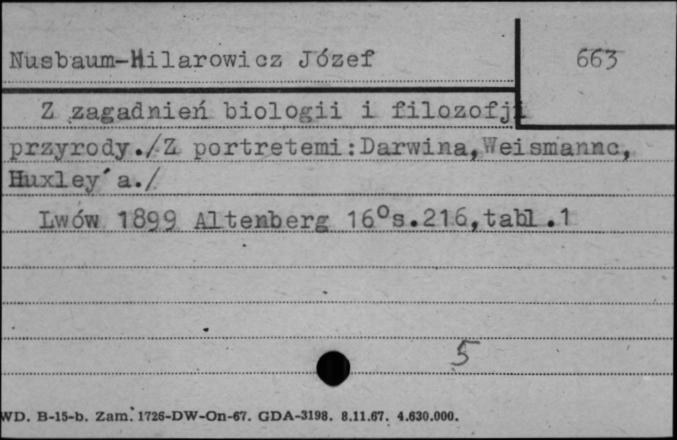 Nusbaum-Hilarowicz Józef
663
Z zagadnień biologii i filozofji
przyrody./Z portretemi:Darwina,Weismanna,
Huxley'a./
Lwów 1899 Altenberg 16°s.216,tabl.1
5
WD. B-15-b. Zam. 1726-DW-On-67. GDA-3198. 8.11.67. 4.630.000.